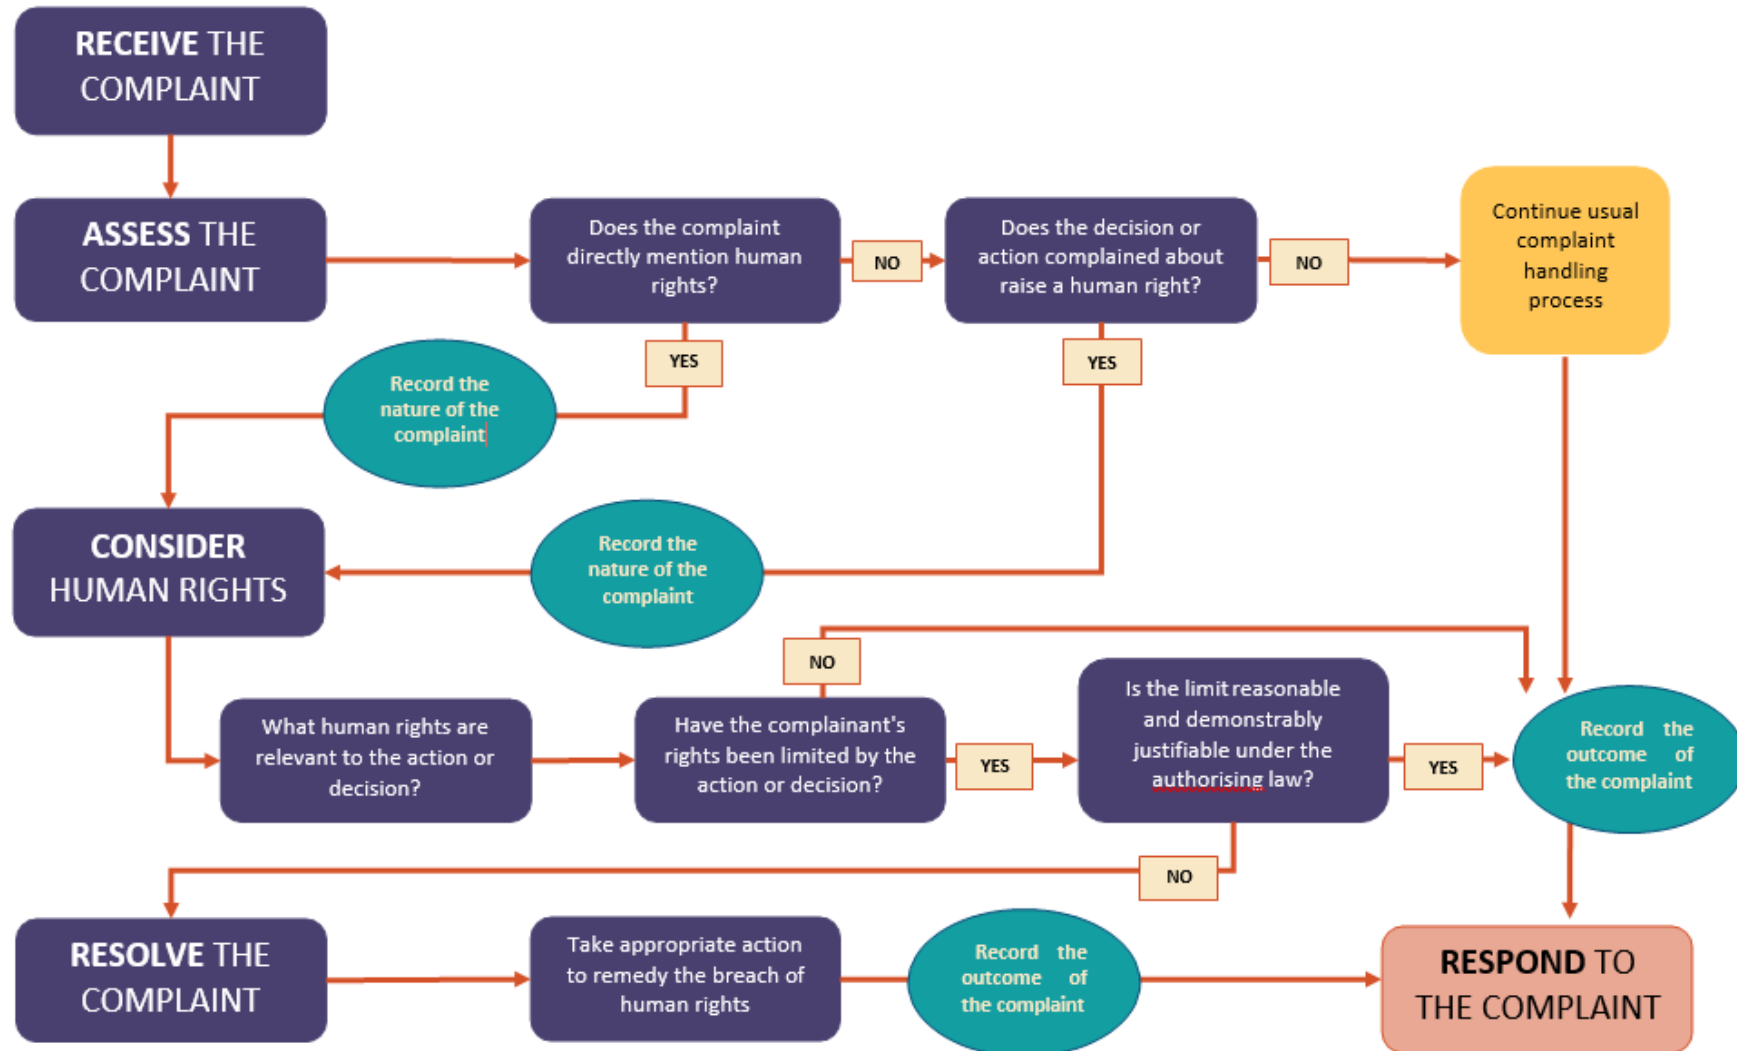 RECEIVE THE
COMPLAINT
ASSESS THE
COMPLAINT
Does the complaint
directly mention human
rights?
NO
Does the decision or
action complained about
raise a human right?
NO
Continue usual
complaint
handling
process
YES
YES
Record the
nature of the
complaint
CONSIDER
HUMAN RIGHTS
Record the
nature of the
complaint
NO
What human rights are
relevant to the action or
decision?
Have the complainant's
rights been limited by the
action or decision?
YES
Is the limit reasonable
and demonstrably
justifiable under the
authorising law?
YES
Record the
outcome of
the complaint
NO
RESOLVE THE
COMPLAINT
Take appropriate action
to remedy the breach of
human rights
Record the
outcome of
the complaint
RESPOND TO
THE COMPLAINT